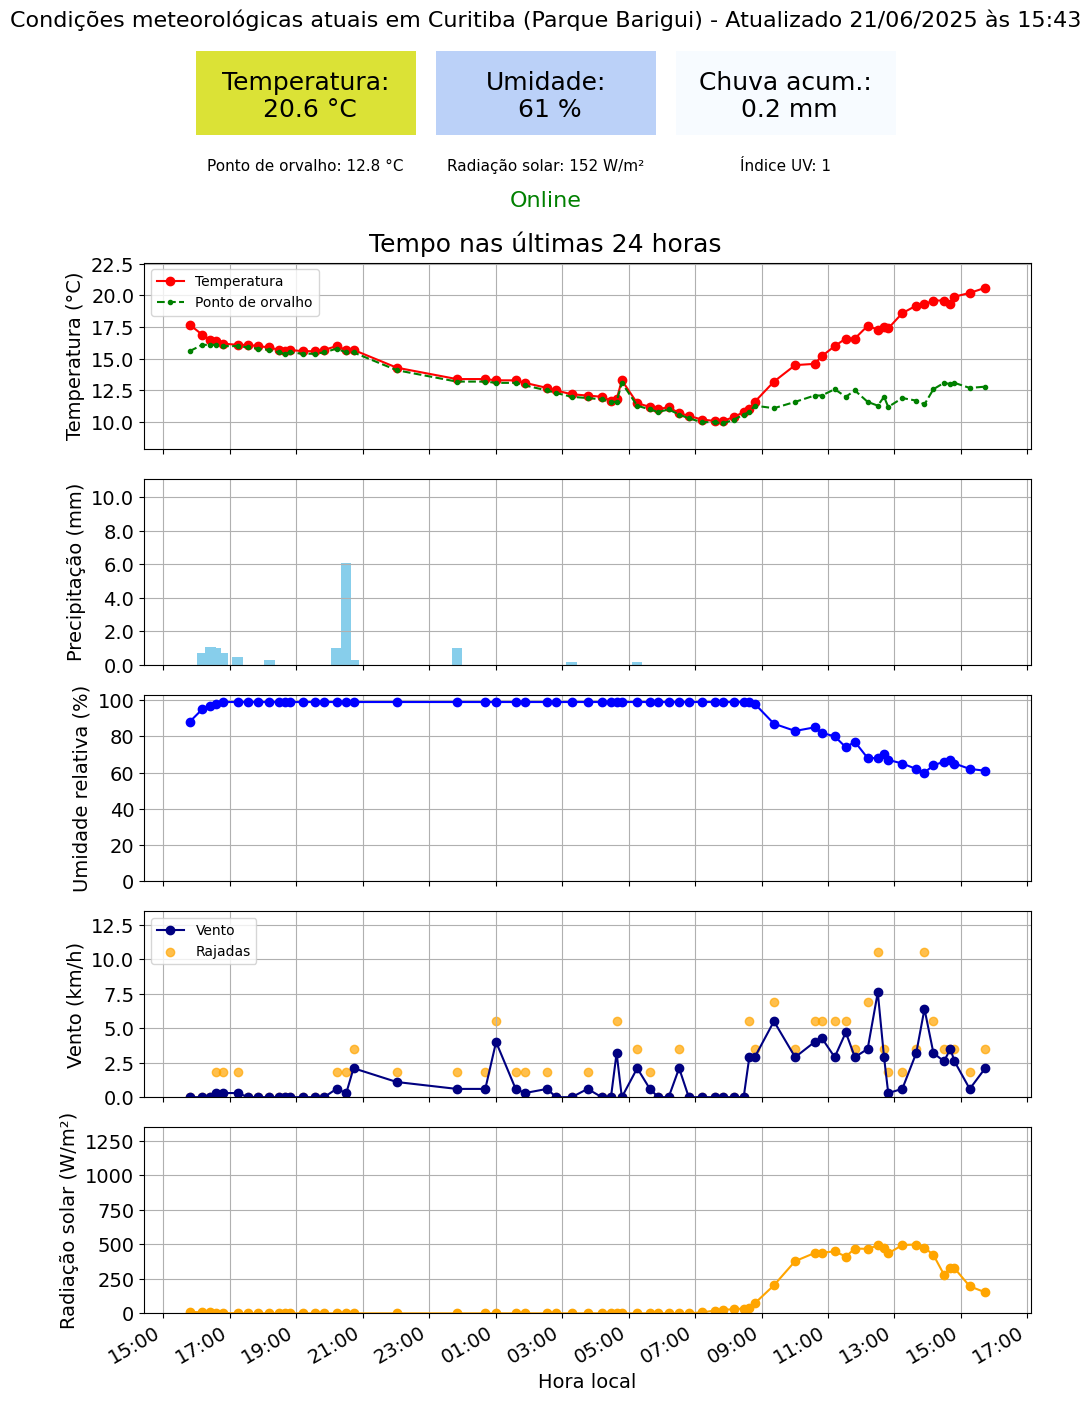 Condições meteorológicas atuais em Curitiba (Parque Barigui) - Atualizado 21/06/2025 às 15:43
Temperatura:
20.6 °C
Umidade:
61 %
Chuva acum.:
0.2 mm
Ponto de orvalho: 12.8 °C
Radiação solar: 152 W/m²
Índice UV: 1
Online
Tempo nas últimas 24 horas
Temperatura (°C)
22.5
20.0
17.5
15.0
12.5
10.0
Temperatura
Ponto de orvalho
Precipitação (mm)
10.0
8.0
6.0
4.0
2.0
0.0
Umidade relativa (%)
100
80
60
40
20
0
Vento (km/h)
12.5
10.0
7.5
5.0
2.5
0.0
Vento
Rajadas
Radiação solar (W/m²)
1250
1000
750
500
250
0
15:00
17:00
19:00
21:00
23:00
01:00
03:00
05:00
07:00
09:00
11:00
13:00
15:00
17:00
Hora local